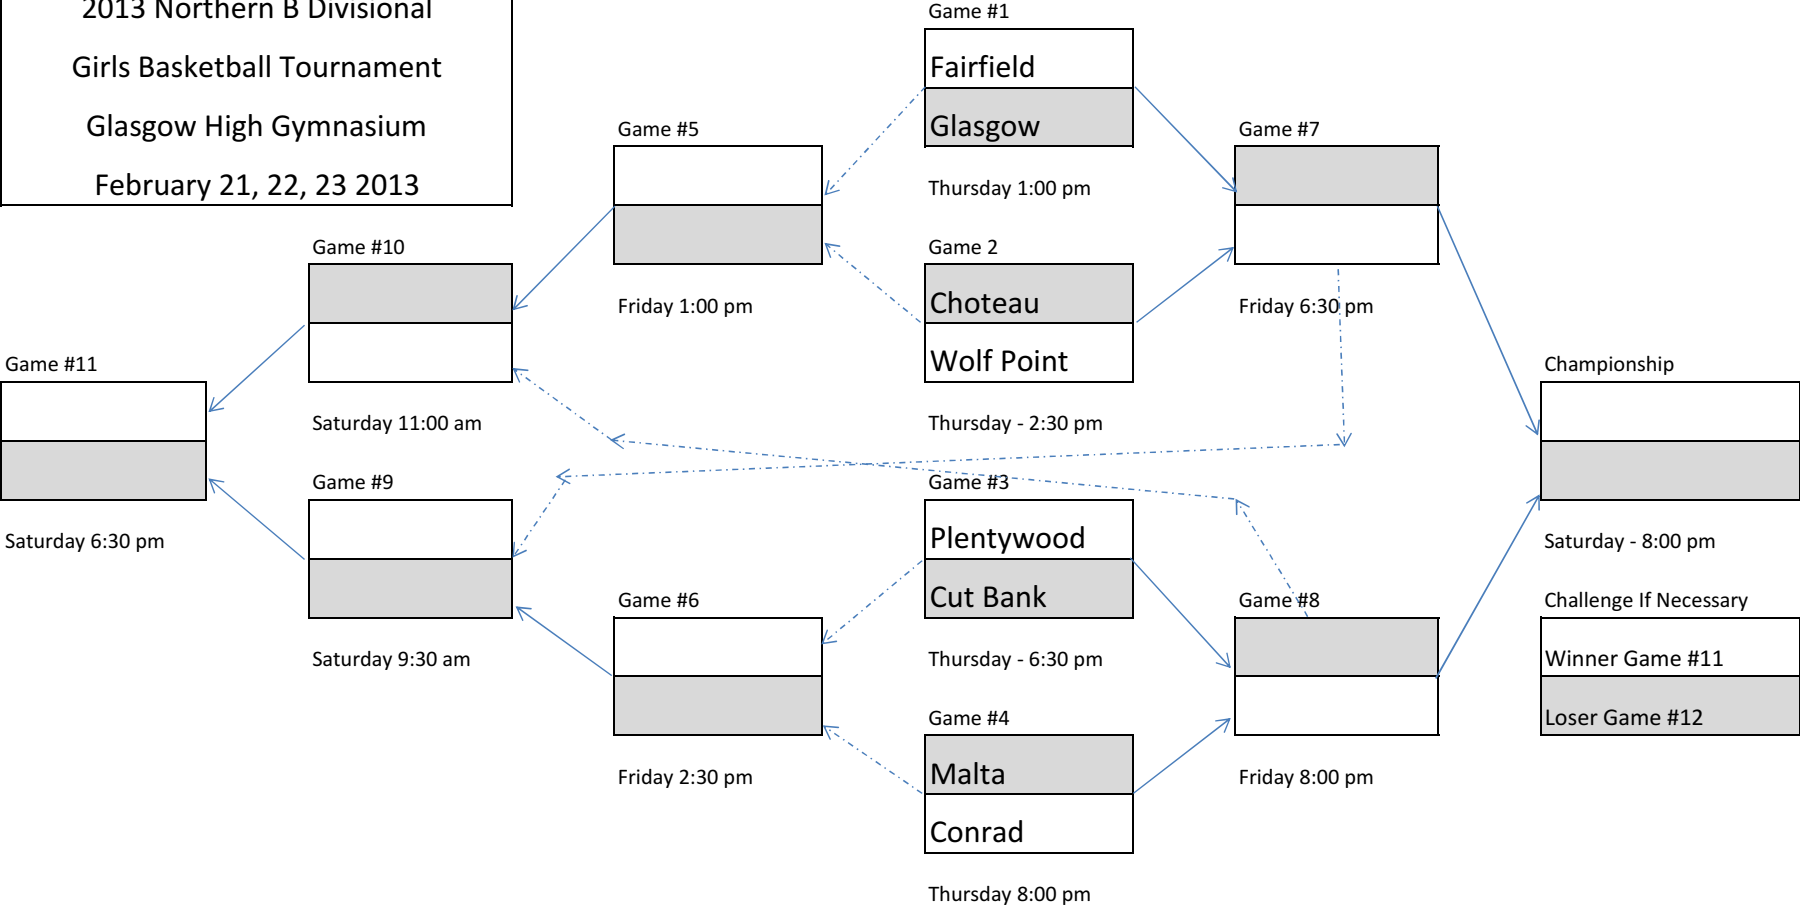 2013 Northern B Divisional
Girls Basketball Tournament
Glasgow High Gymnasium
February 21, 22, 23 2013
Game #1
Fairfield
Glasgow
Thursday 1:00 pm
Game #5
Friday 1:00 pm
Game #7
Friday 6:30 pm
Game 2
Choteau
Wolf Point
Thursday - 2:30 pm
Game #10
Saturday 11:00 am
Game #11
Saturday 6:30 pm
Championship
Saturday - 8:00 pm
Game #9
Saturday 9:30 am
Game #3
Plentywood
Cut Bank
Thursday - 6:30 pm
Game #6
Friday 2:30 pm
Game #8
Friday 8:00 pm
Challenge If Necessary
Winner Game #11
Loser Game #12
Game #4
Malta
Conrad
Thursday 8:00 pm